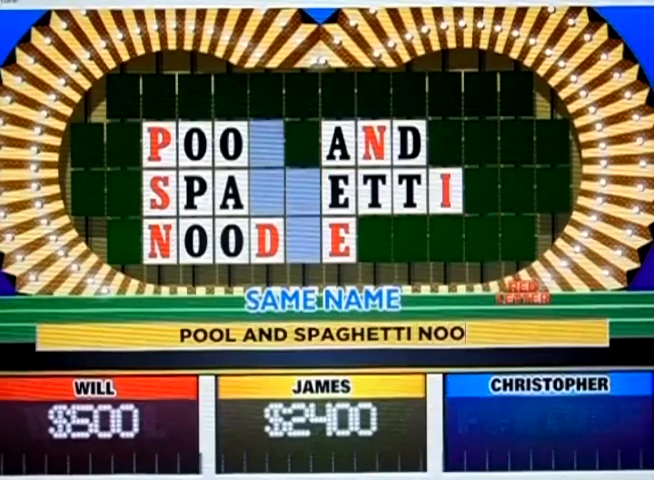 POO AND
SPA ETTI
NOOD E
SAME NAME
RED LETTER
POOL AND SPAGHETTI NOO
WILL JAMES CHRISTOPHER
$500 $2400